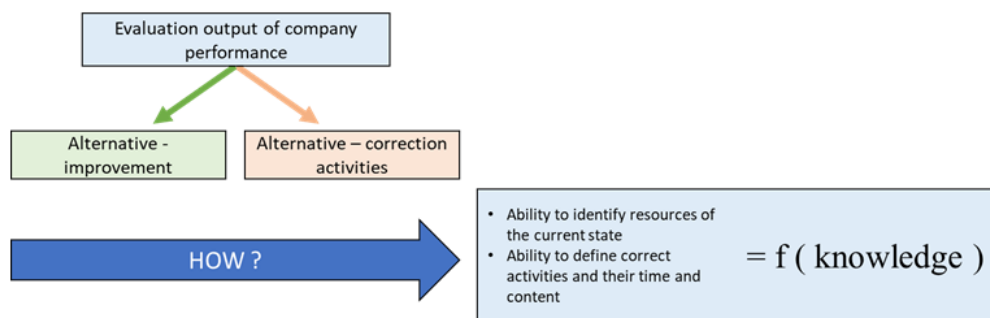 Evaluation output of company
performance
Alternative -
improvement
Alternative – correction
activities
HOW ?
• Ability to identify resources of
the current state
• Ability to define correct
activities and their time and
content
= f ( knowledge )